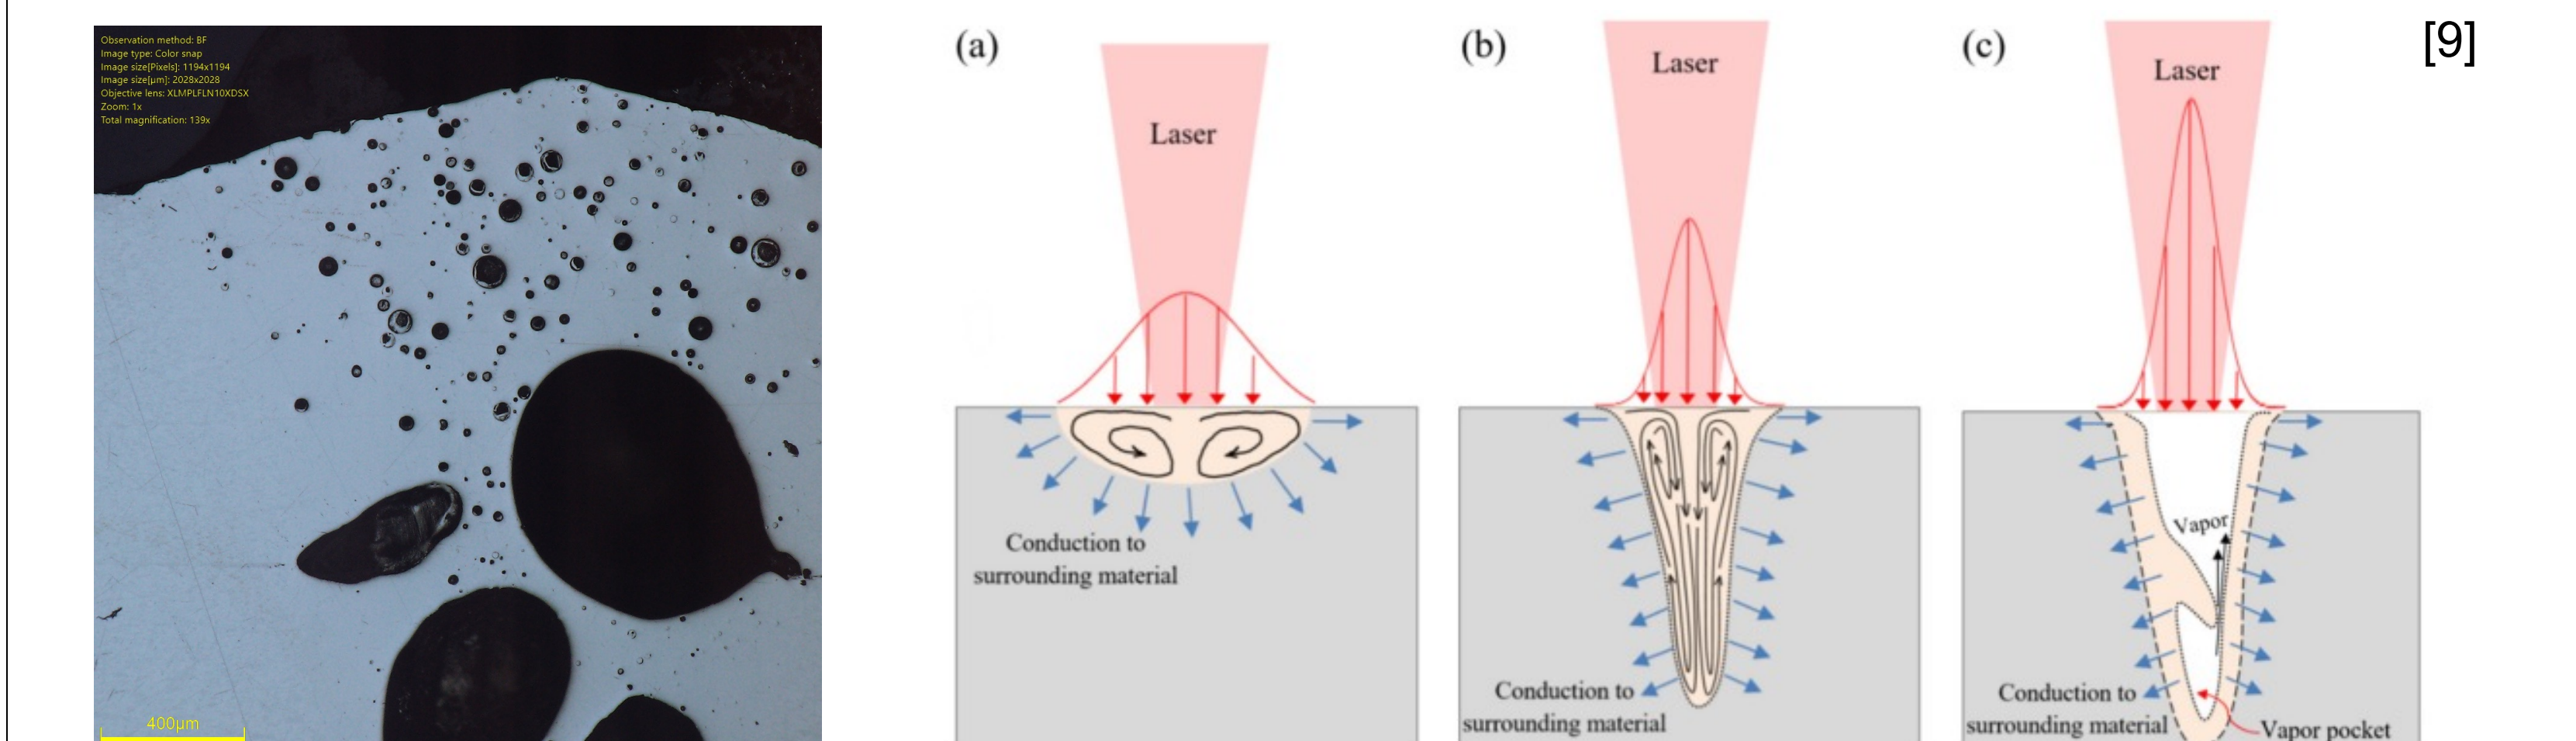 Observation method: BF
Image type: Color snap
Image size[Pixels]: 1194x1194
Image size[µm]: 2028x2028
Objective lens: XLMPLFLN10XDSX
Zoom: 1x
Total magnification: 139x
400µm
(a)
Laser
Conduction to
surrounding material
(b)
Laser
Conduction to
surrounding material
(c)
Laser
Vapor
Conduction to
surrounding material
Vapor pocket
[9]